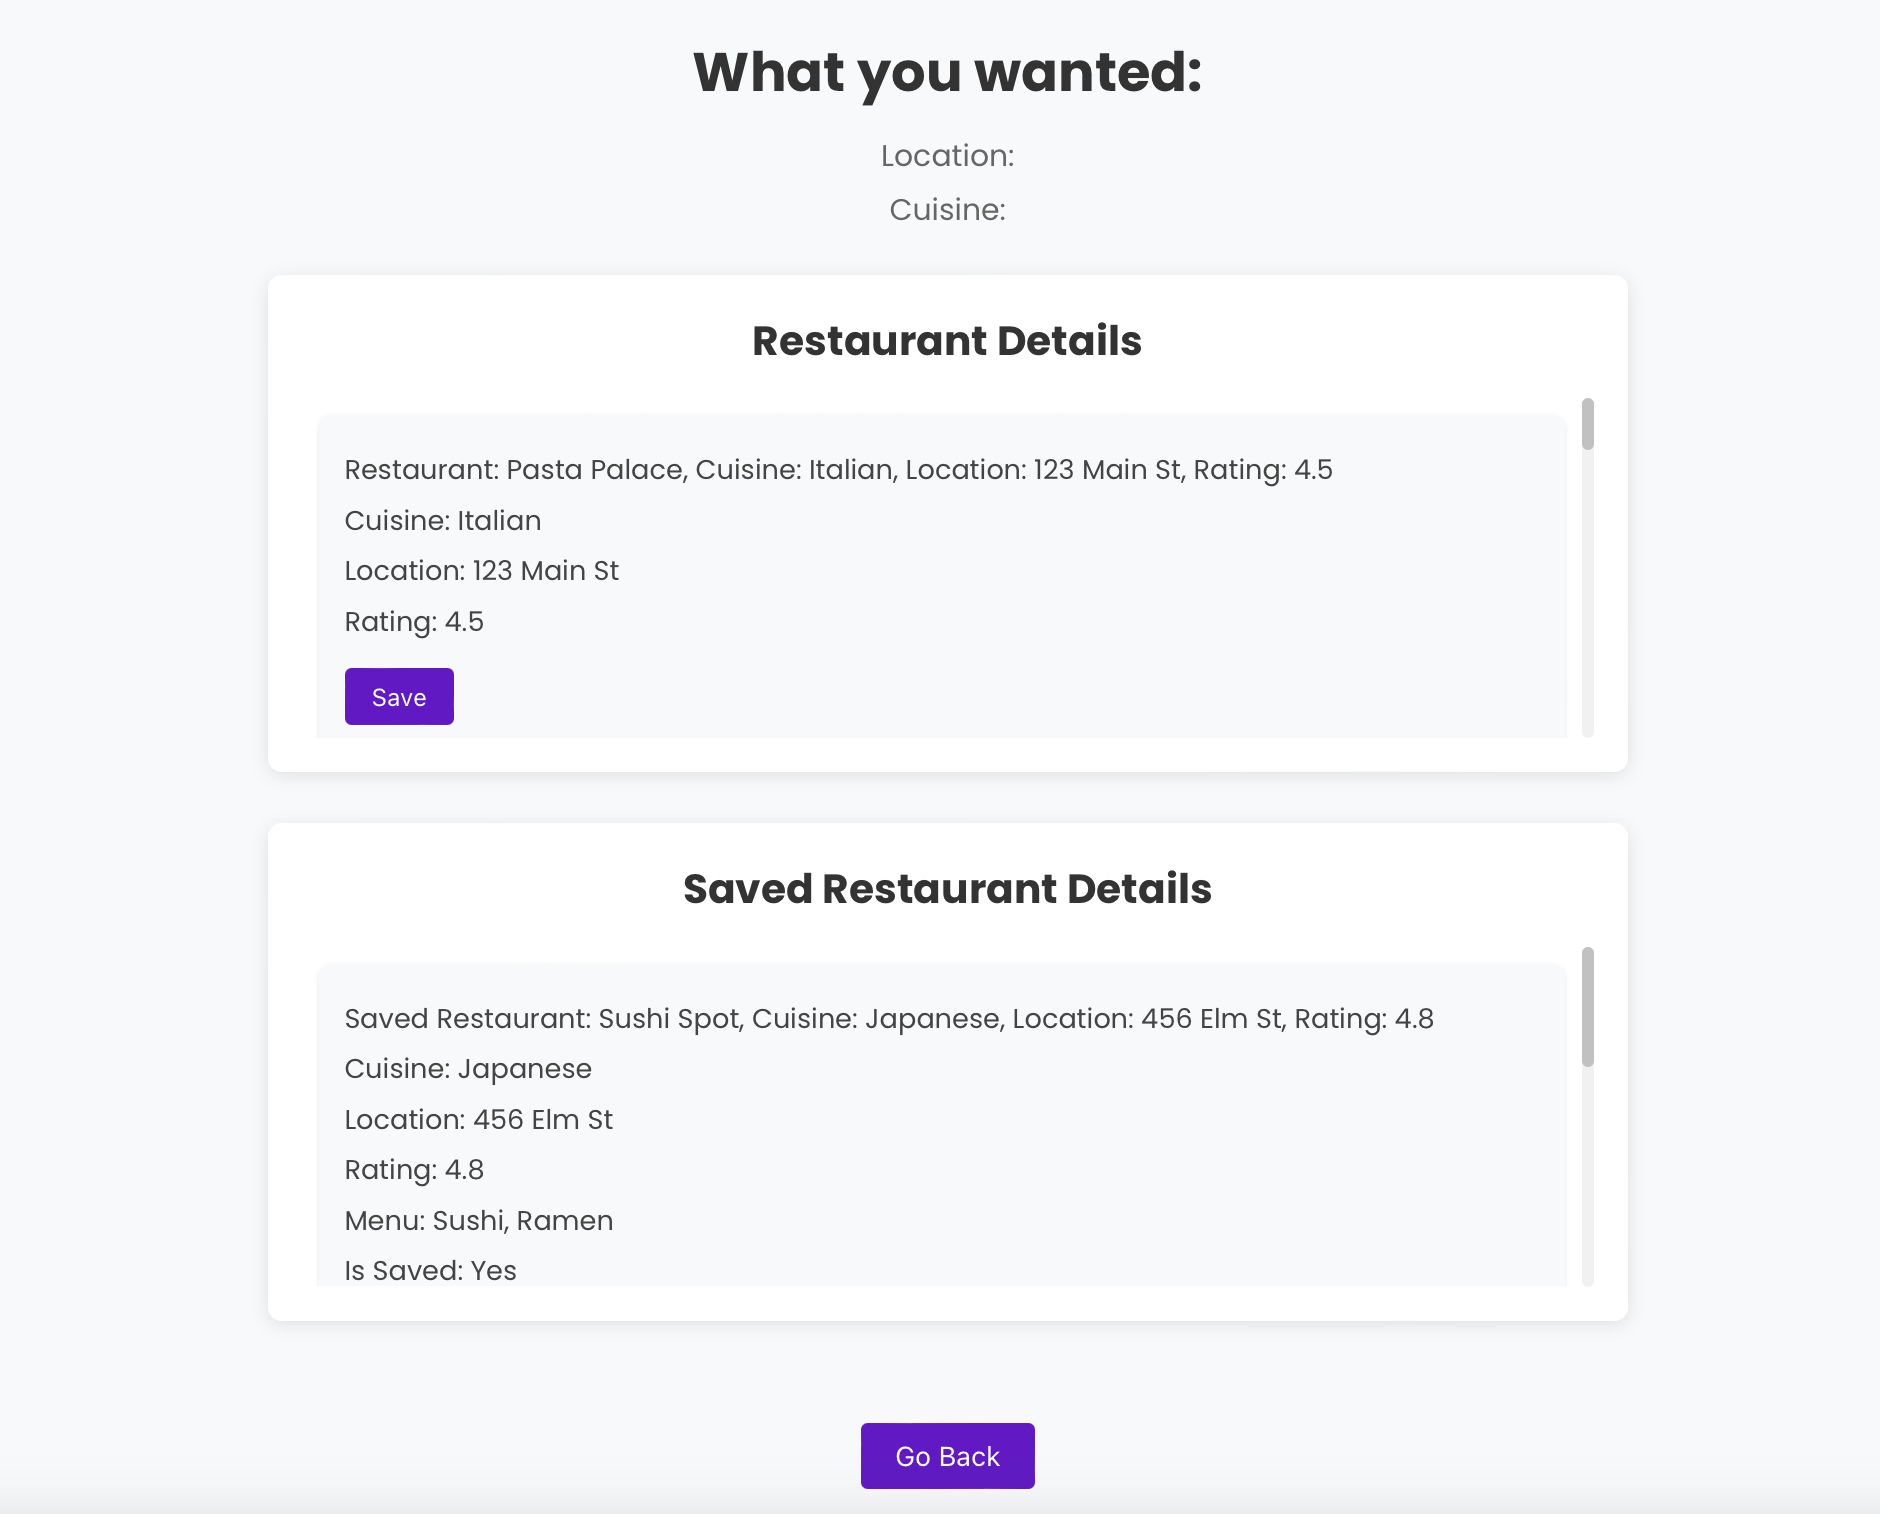 What you wanted:
Location:
Cuisine:
Restaurant Details
Restaurant: Pasta Palace, Cuisine: Italian, Location: 123 Main St, Rating: 4.5
Cuisine: Italian
Location: 123 Main St
Rating: 4.5
Save
Saved Restaurant Details
Saved Restaurant: Sushi Spot, Cuisine: Japanese, Location: 456 Elm St, Rating: 4.8
Cuisine: Japanese
Location: 456 Elm St
Rating: 4.8
Menu: Sushi, Ramen
Is Saved: Yes
Go Back